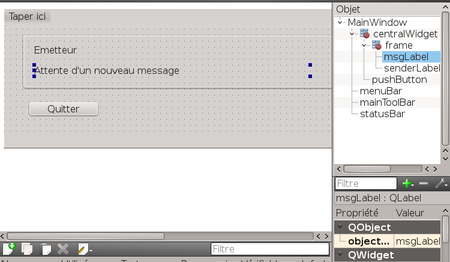 Taper ici
Emetteur
Attente d'un nouveau message
Quitter
Filtre
Objet
MainWindow
centralWidget
frame
msgLabel
senderLabel
pushButton
menuBar
mainToolBar
statusBar
Filtre
msgLabel : QLabel
Propriété Valeur
QObject
objec... msgLabel
QWidget